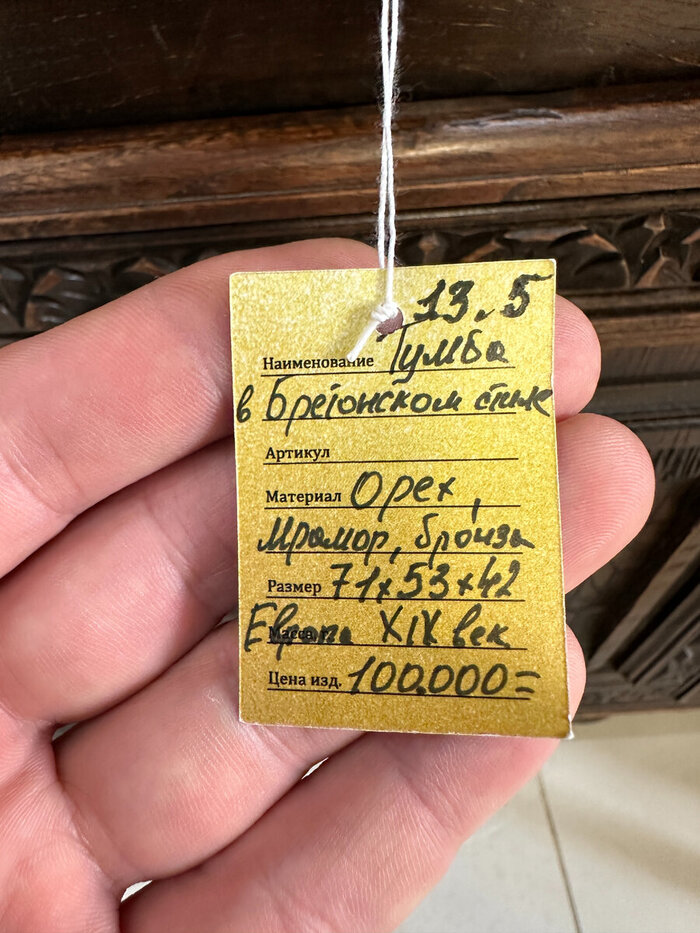 13.5
Наименование Тумба
в Бретонском стиле
Артикул
Материал Орех,
Мрамор, бронза
Размер 71х53х42
Масса, г. Европа XIX век
Цена изд. 100.000=